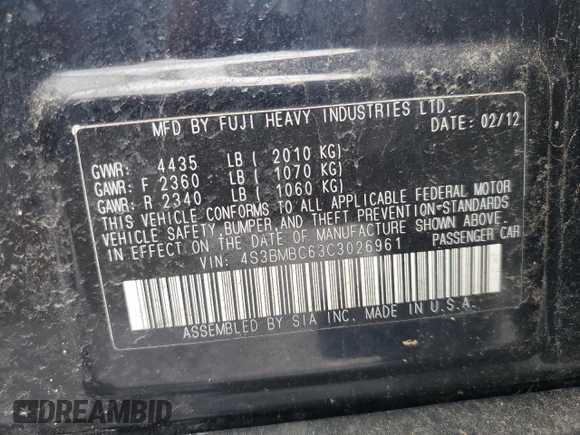 MFD BY FUJI HEAVY INDUSTRIES LTD.
DATE: 02/12
GVWR: 4435 LB ( 2010 KG)
GAWR: F 2360 LB ( 1070 KG)
GAWR: R 2340 LB ( 1060 KG)
THIS VEHICLE CONFORMS TO ALL APPLICABLE FEDERAL MOTOR
VEHICLE SAFETY, BUMPER, AND THEFT PREVENTION STANDARDS
IN EFFECT ON THE DATE OF MANUFACTURE SHOWN ABOVE.
VIN: 4S3BMBC63C3026961 PASSENGER CAR
ASSEMBLED BY SIA INC. MADE IN U.S.A.
DREAMBID